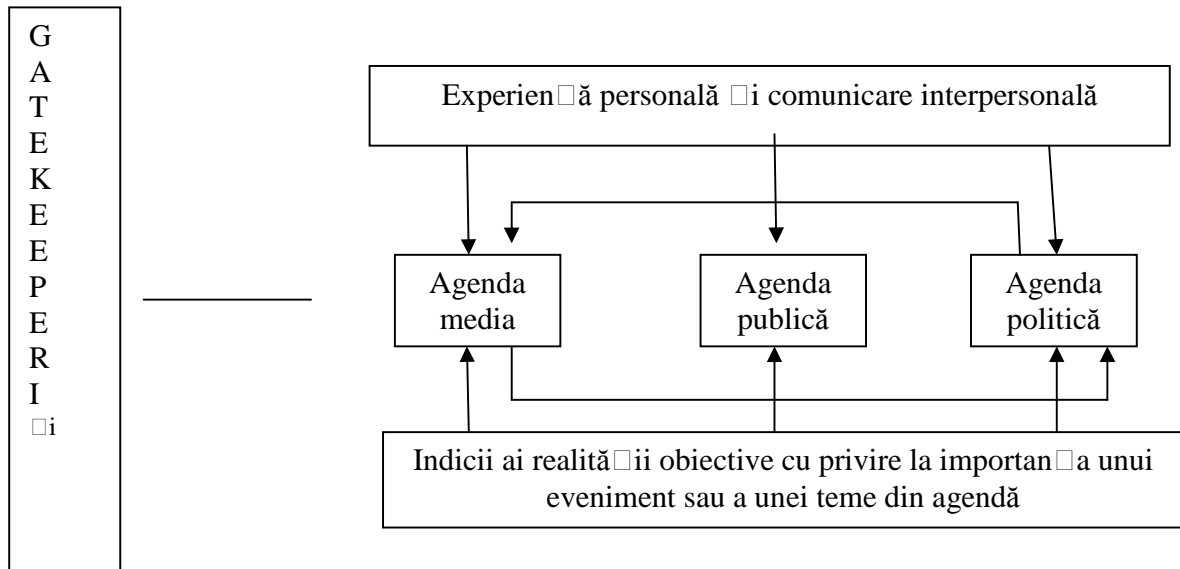 G
A
T
E
K
E
E
P
E
R
I
□i
Experien□ă personală □i comunicare interpersonală
Agenda
media
Agenda
publică
Agenda
politică
Indicii ai realită□ii obiective cu privire la importan□a unui
eveniment sau a unei teme din agendă